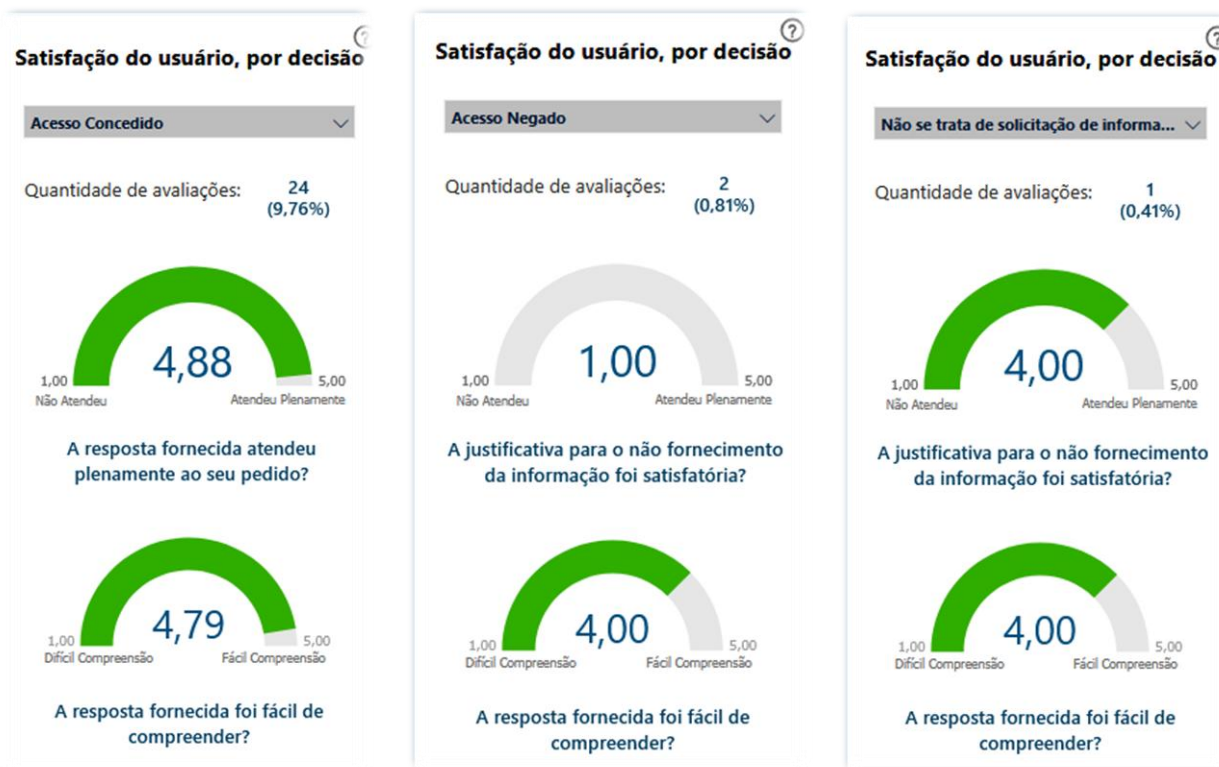 Satisfação do usuário, por decisão
Acesso Concedido
Quantidade de avaliações:
24
(9,76%)
4,88
1,00
5,00
Não Atendeu
Atendeu Plenamente
A resposta fornecida atendeu
plenamente ao seu pedido?
4,79
1,00
5,00
Difícil Compreensão
Fácil Compreensão
A resposta fornecida foi fácil de
compreender?
?
Satisfação do usuário, por decisão
Acesso Negado
Quantidade de avaliações:
2
(0,81%)
1,00
1,00
5,00
Não Atendeu
Atendeu Plenamente
A justificativa para o não fornecimento
da informação foi satisfatória?
4,00
1,00
5,00
Difícil Compreensão
Fácil Compreensão
A resposta fornecida foi fácil de
compreender?
?
Satisfação do usuário, por decisão
Não se trata de solicitação de informa...
Quantidade de avaliações:
1
(0,41%)
4,00
1,00
5,00
Não Atendeu
Atendeu Plenamente
A justificativa para o não fornecimento
da informação foi satisfatória?
4,00
1,00
5,00
Difícil Compreensão
Fácil Compreensão
A resposta fornecida foi fácil de
compreender?